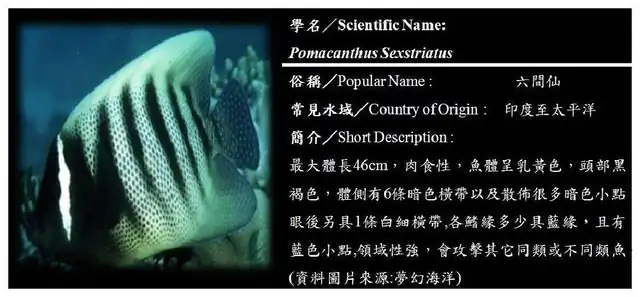 學名／Scientific Name:
Pomacanthus Sexstriatus
俗稱／Popular Name : 六間仙
常見水域／Country of Origin : 印度至太平洋
簡介／Short Description :
最大體長46cm，肉食性，魚體呈乳黃色，頭部黑
褐色，體側有6條暗色橫帶以及散佈很多暗色小點
眼後另具1條白細橫帶,各鰭緣多少具藍緣，且有
藍色小點,領域性強，會攻擊其它同類或不同類魚
(資料圖片來源:夢幻海洋)